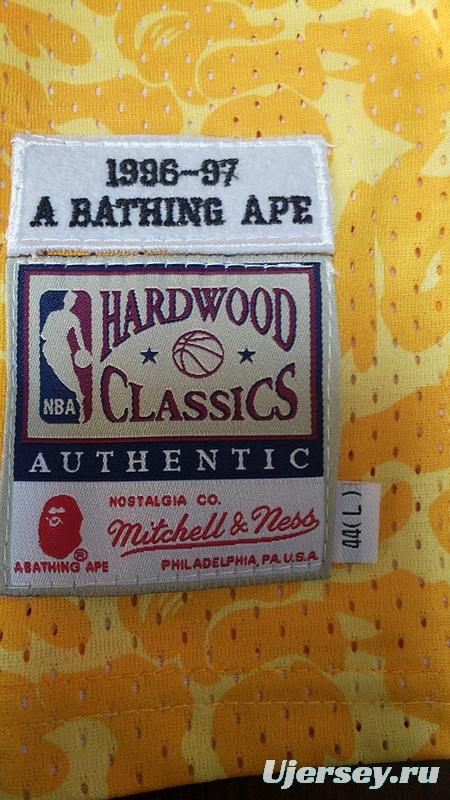 1996-97
A BATHING APE
HARDWOOD
CLASSICS
NBA
AUTHENTIC
NOSTALGIA CO.
Mitchell & Ness
PHILADELPHIA, PA. U.S.A.
®
A BATHING APE
44(L)
Ujersey.ru